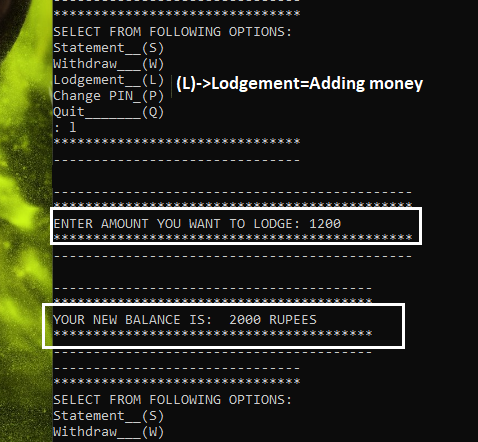 -------------------------------
*******************************
SELECT FROM FOLLOWING OPTIONS:
Statement__(S)
Withdraw___(W)
Lodgement__(L) (L)->Lodgement=Adding money
Change PIN_(P)
Quit_______(Q)
: l
*******************************
-------------------------------
---------------------------------------------
*********************************************
ENTER AMOUNT YOU WANT TO LODGE: 1200
*********************************************
---------------------------------------------
----------------------------------------
****************************************
YOUR NEW BALANCE IS:  2000 RUPEES
****************************************
----------------------------------------
-------------------------------
*******************************
SELECT FROM FOLLOWING OPTIONS:
Statement__(S)
Withdraw___(W)